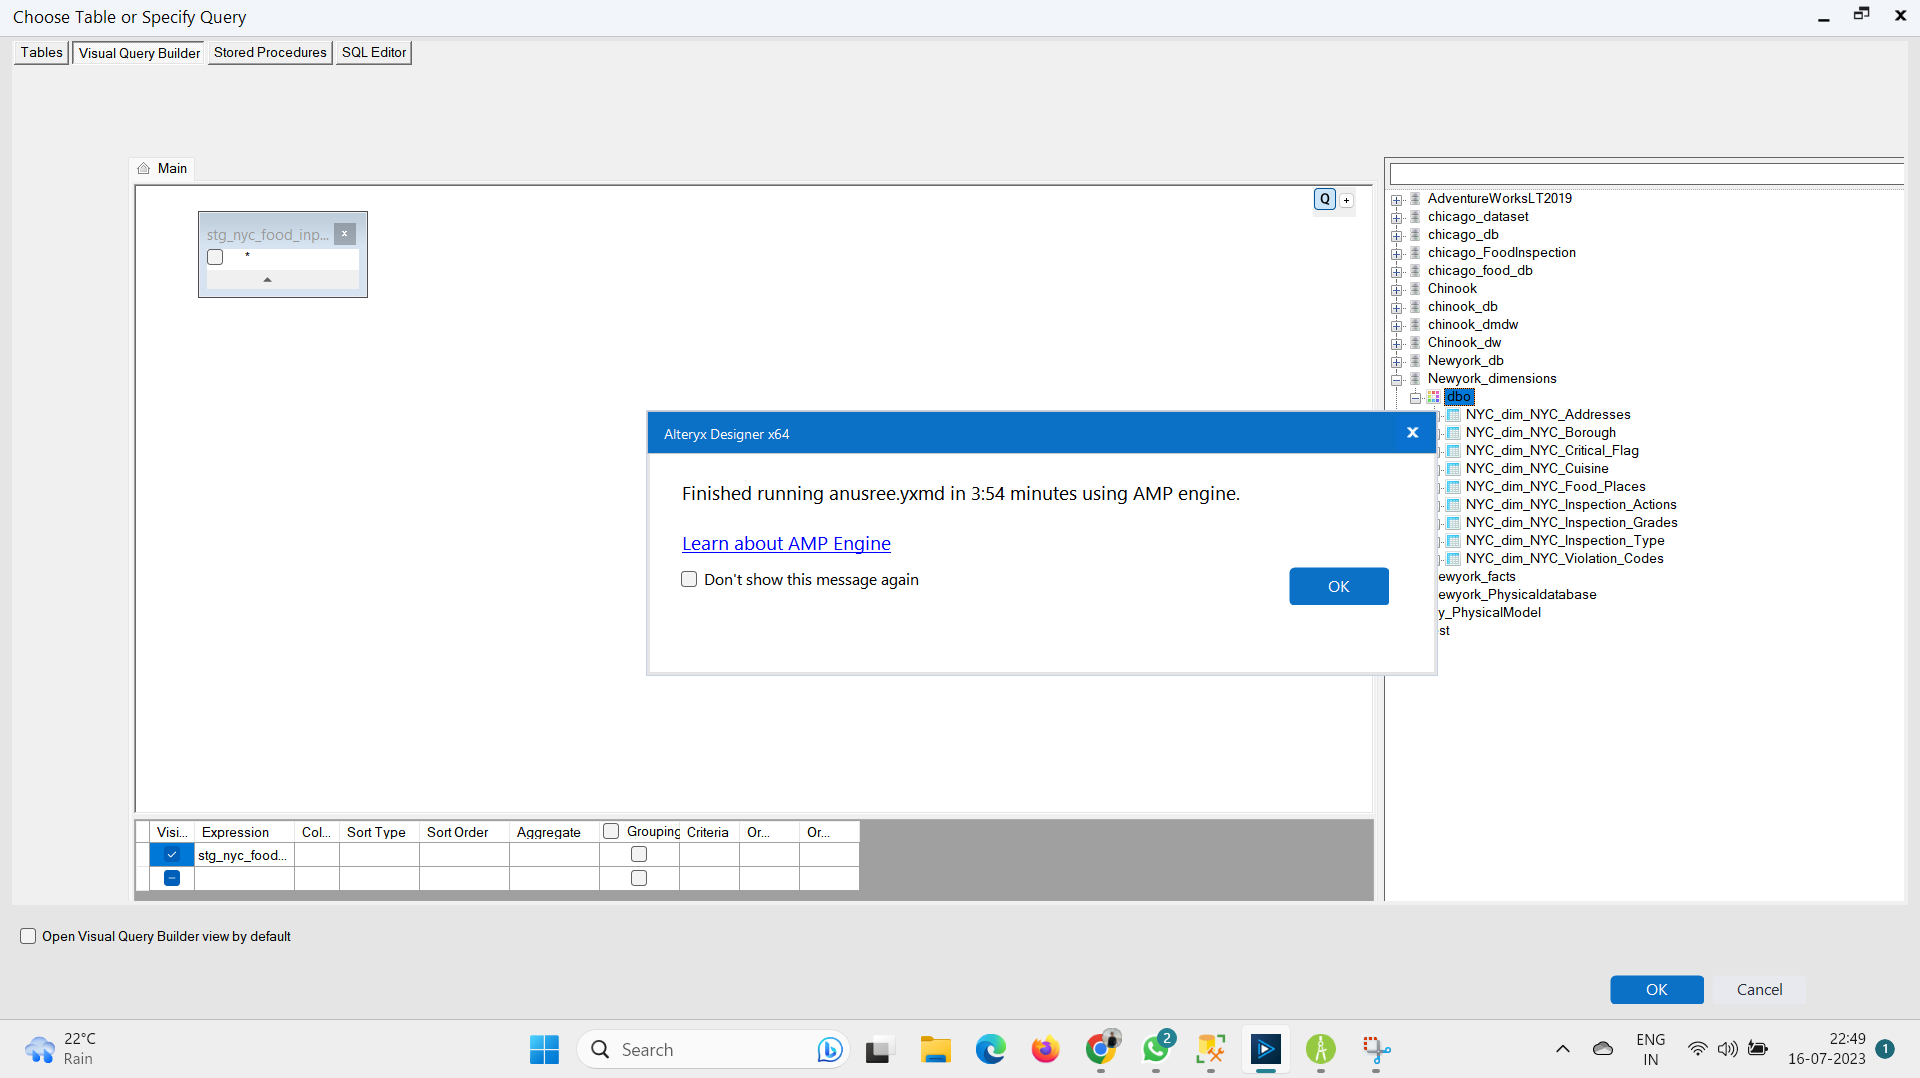 Choose Table or Specify Query
Tables
Visual Query Builder
Stored Procedures
SQL Editor
Main
Q
+
stg_nyc_food_inp...
x
*
AdventureWorksLT2019
chicago_dataset
chicago_db
chicago_FoodInspection
chicago_food_db
Chinook
chinook_db
chinook_dmdw
Chinook_dw
Newyork_db
Newyork_dimensions
dbo
NYC_dim_NYC_Addresses
NYC_dim_NYC_Borough
NYC_dim_NYC_Critical_Flag
NYC_dim_NYC_Cuisine
NYC_dim_NYC_Food_Places
NYC_dim_NYC_Inspection_Actions
NYC_dim_NYC_Inspection_Grades
NYC_dim_NYC_Inspection_Type
NYC_dim_NYC_Violation_Codes
ewyork_facts
ewyork_Physicaldatabase
y_PhysicalModel
st
Alteryx Designer x64
Finished running anusree.yxmd in 3:54 minutes using AMP engine.
Learn about AMP Engine
Don't show this message again
OK
Visi... Expression Col... Sort Type Sort Order Aggregate Grouping Criteria Or... Or...
stg_nyc_food...
Open Visual Query Builder view by default
OK
Cancel
22°C
Rain
Search
2
ENG
IN
22:49
16-07-2023
1